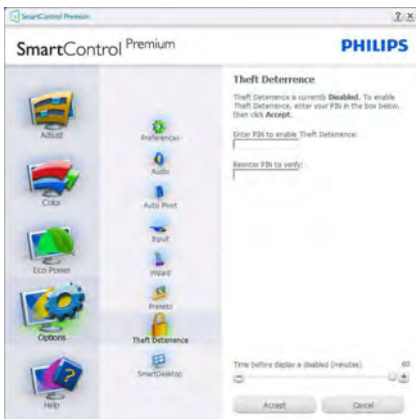 SmartControl Premium
SmartControl Premium
PHILIPS
Adjust
Color
Eco Power
Options
Help
Preferences
Audio
Auto Pivot
Input
Wizard
Presets
Theft Deterrence
SmartDesktop
Theft Deterrence
Theft Deterrence is currently Disabled. To enable
Theft Deterrence, enter your PIN in the box below,
then click Accept.
Enter PIN to enable Theft Deterrence:
Reenter PIN to verify:
Time before display is disabled (minutes) 60
Accept Cancel